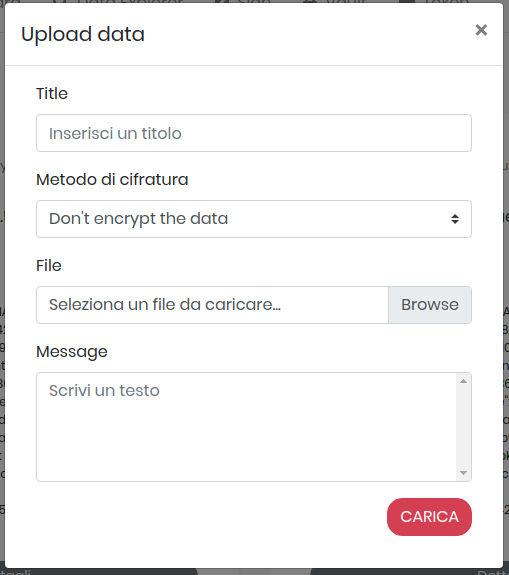 Upload data
×
Title
Inserisci un titolo
Metodo di cifratura
Don't encrypt the data
File
Seleziona un file da caricare...
Browse
Message
Scrivi un testo
CARICA